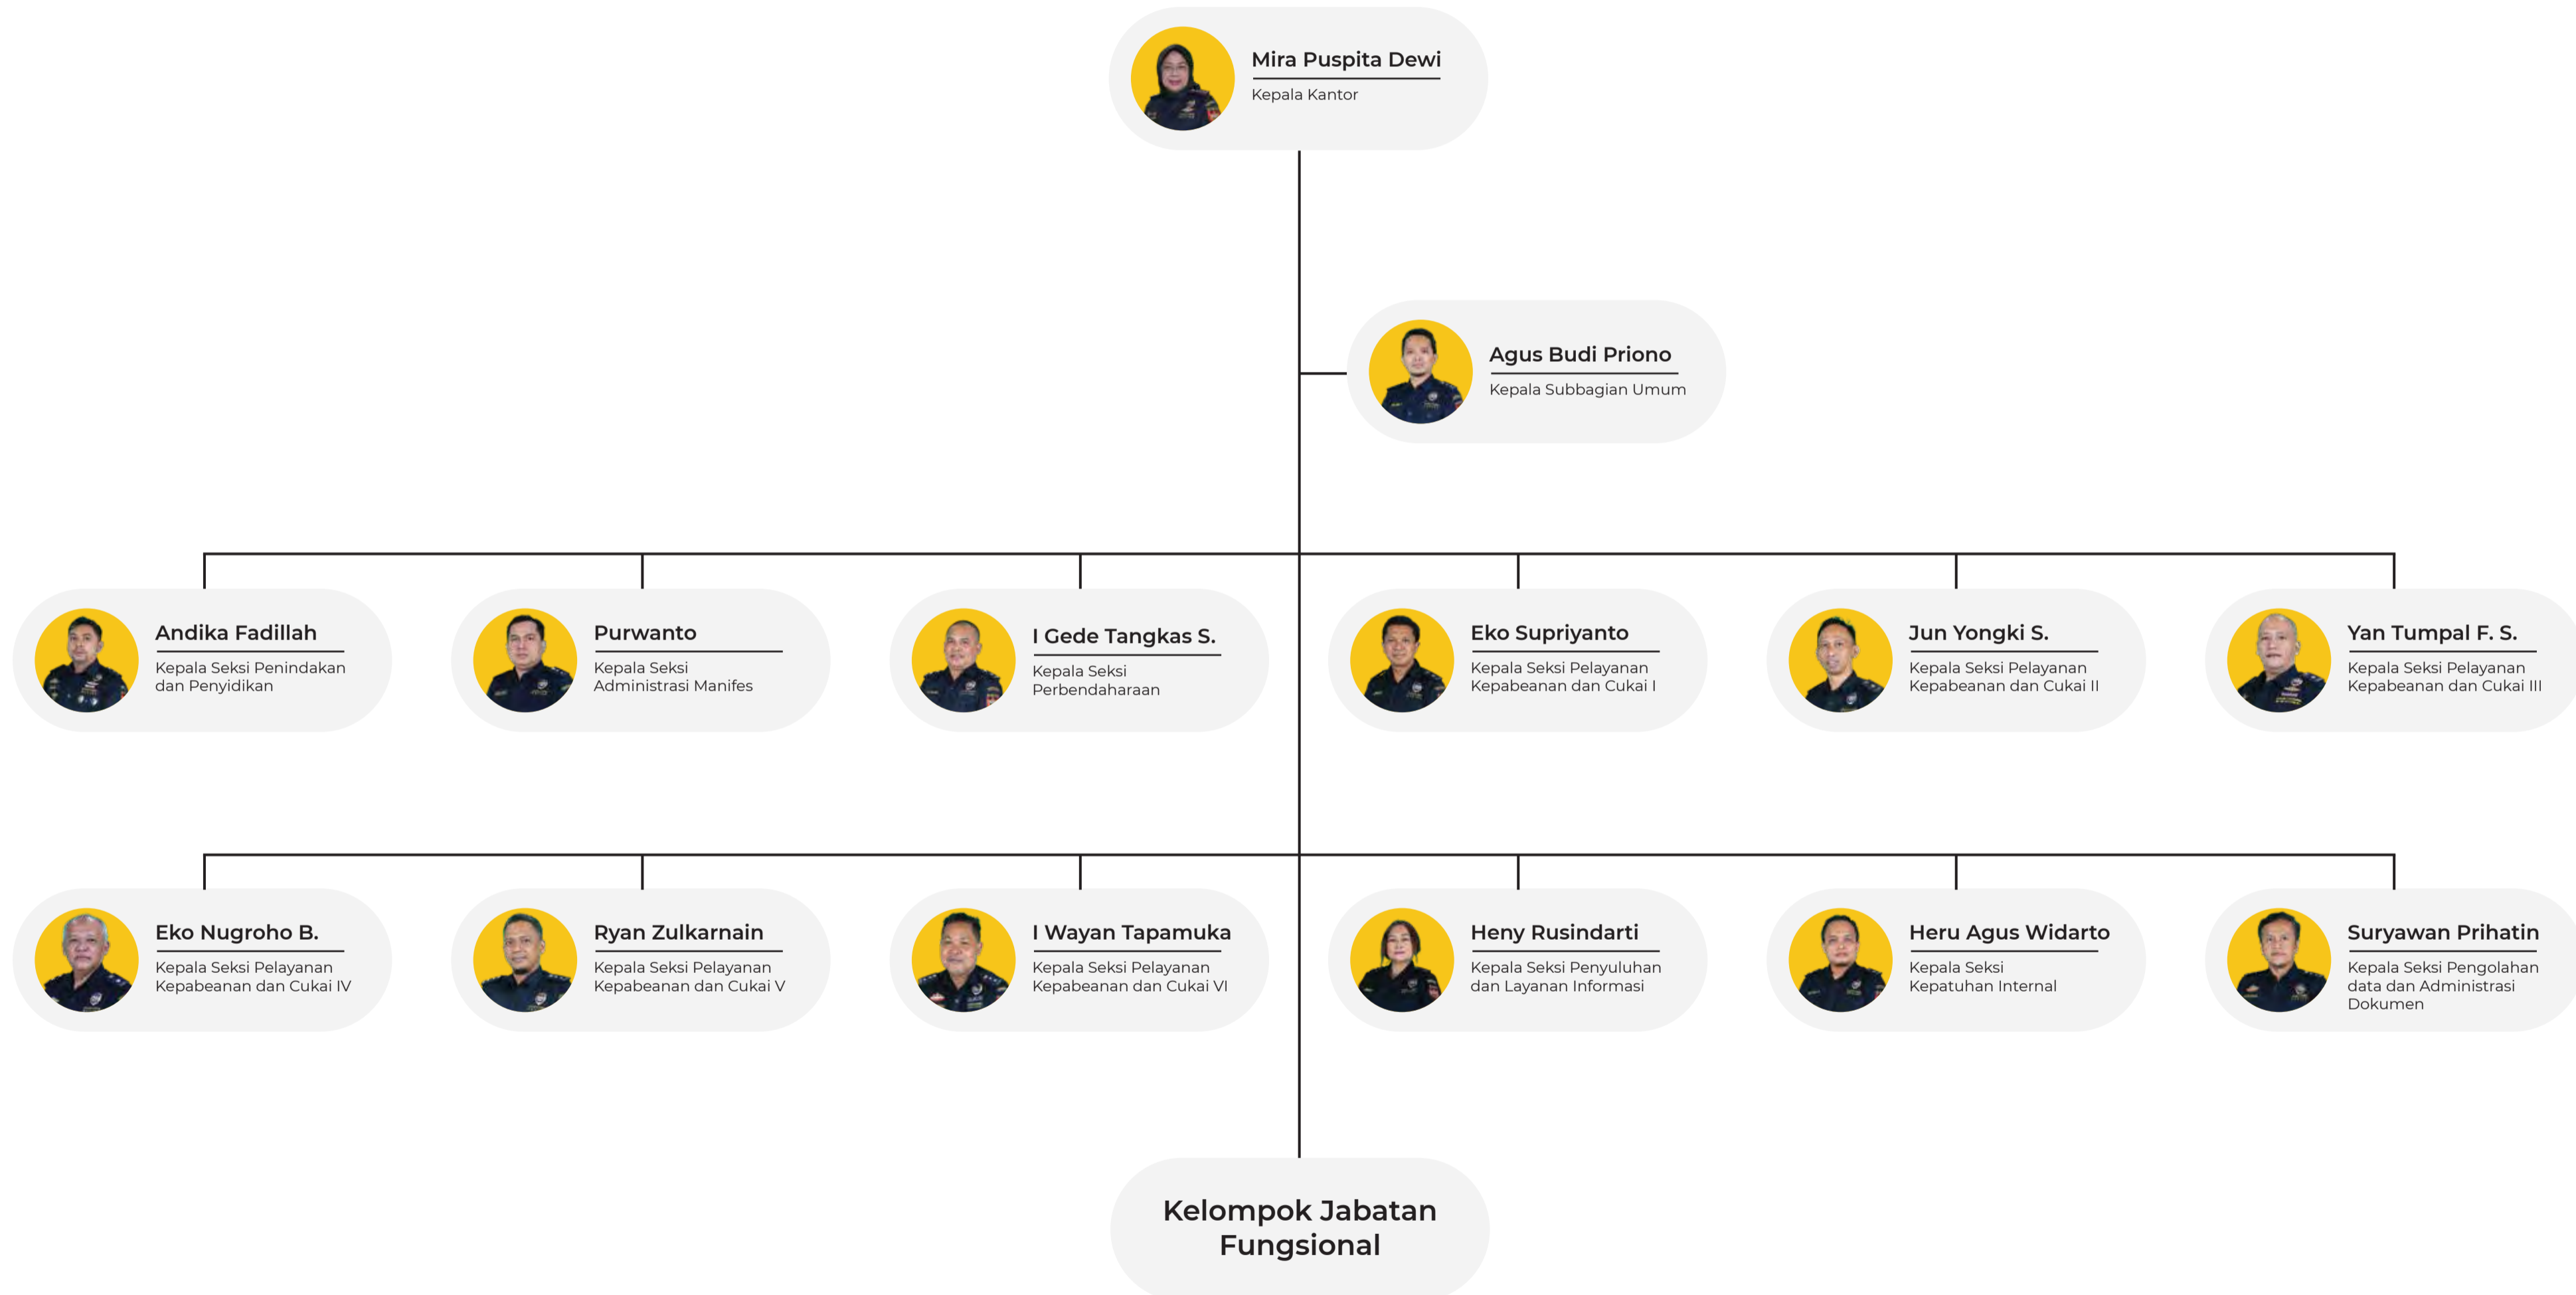 Mira Puspita Dewi
Kepala Kantor
Agus Budi Priono
Kepala Subbagian Umum
Andika Fadillah
Kepala Seksi Penindakan
dan Penyidikan
Purwanto
Kepala Seksi
Administrasi Manifes
I Gede Tangkas S.
Kepala Seksi
Perbendaharaan
Eko Supriyanto
Kepala Seksi Pelayanan
Kepabeanan dan Cukai I
Jun Yongki S.
Kepala Seksi Pelayanan
Kepabeanan dan Cukai II
Yan Tumpal F. S.
Kepala Seksi Pelayanan
Kepabeanan dan Cukai III
Eko Nugroho B.
Kepala Seksi Pelayanan
Kepabeanan dan Cukai IV
Ryan Zulkarnain
Kepala Seksi Pelayanan
Kepabeanan dan Cukai V
I Wayan Tapamuka
Kepala Seksi Pelayanan
Kepabeanan dan Cukai VI
Heny Rusindarti
Kepala Seksi Penyuluhan
dan Layanan Informasi
Heru Agus Widarto
Kepala Seksi
Kepatuhan Internal
Suryawan Prihatin
Kepala Seksi Pengolahan
data dan Administrasi
Dokumen
Kelompok Jabatan
Fungsional